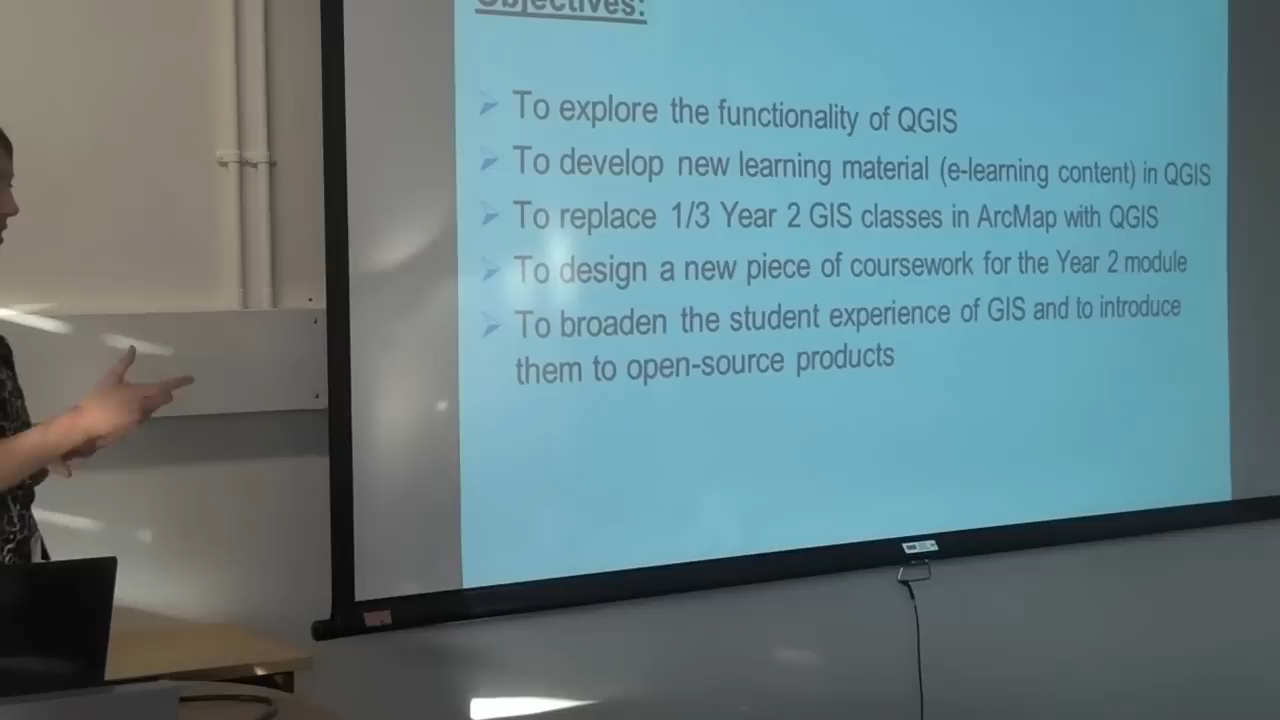 Objectives:
To explore the functionality of QGIS
To develop new learning material (e-learning content) in QGIS
To replace 1/3 Year 2 GIS classes in ArcMap with QGIS
To design a new piece of coursework for the Year 2 module
To broaden the student experience of GIS and to introduce
them to open-source products